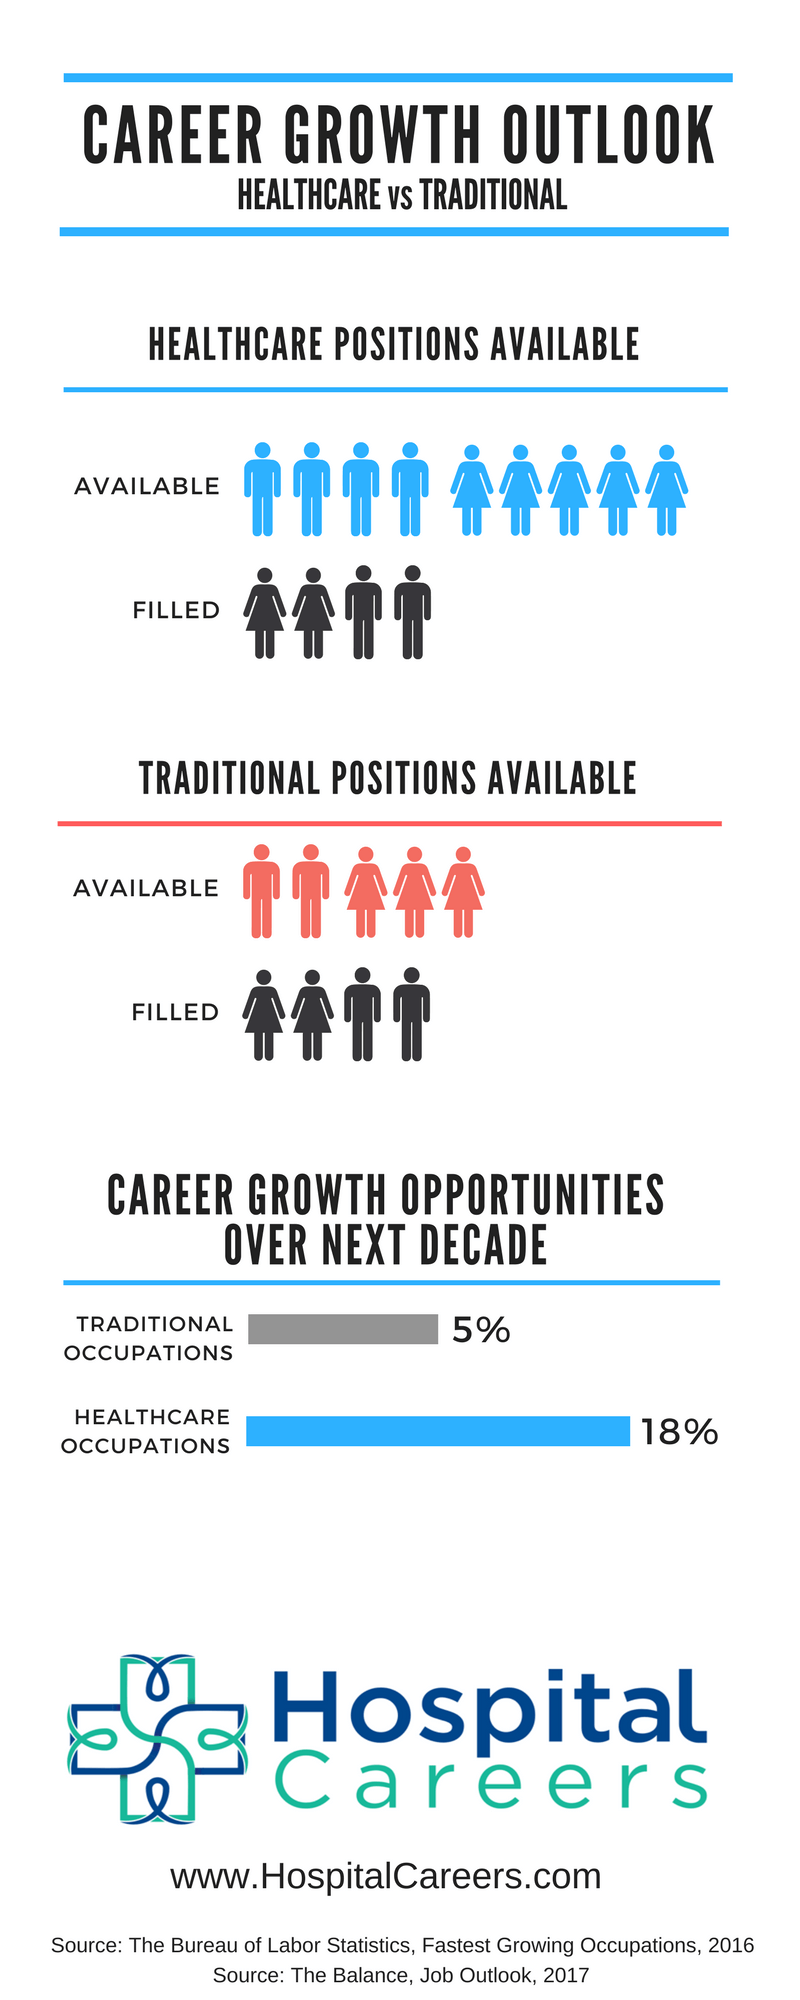 CAREER GROWTH OUTLOOK
HEALTHCARE vs TRADITIONAL
HEALTHCARE POSITIONS AVAILABLE
AVAILABLE
FILLED
TRADITIONAL POSITIONS AVAILABLE
AVAILABLE
FILLED
CAREER GROWTH OPPORTUNITIES
OVER NEXT DECADE
TRADITIONAL
OCCUPATIONS
5%
HEALTHCARE
OCCUPATIONS
18%
Hospital
Careers
www.HospitalCareers.com
Source: The Bureau of Labor Statistics, Fastest Growing Occupations, 2016
Source: The Balance, Job Outlook, 2017